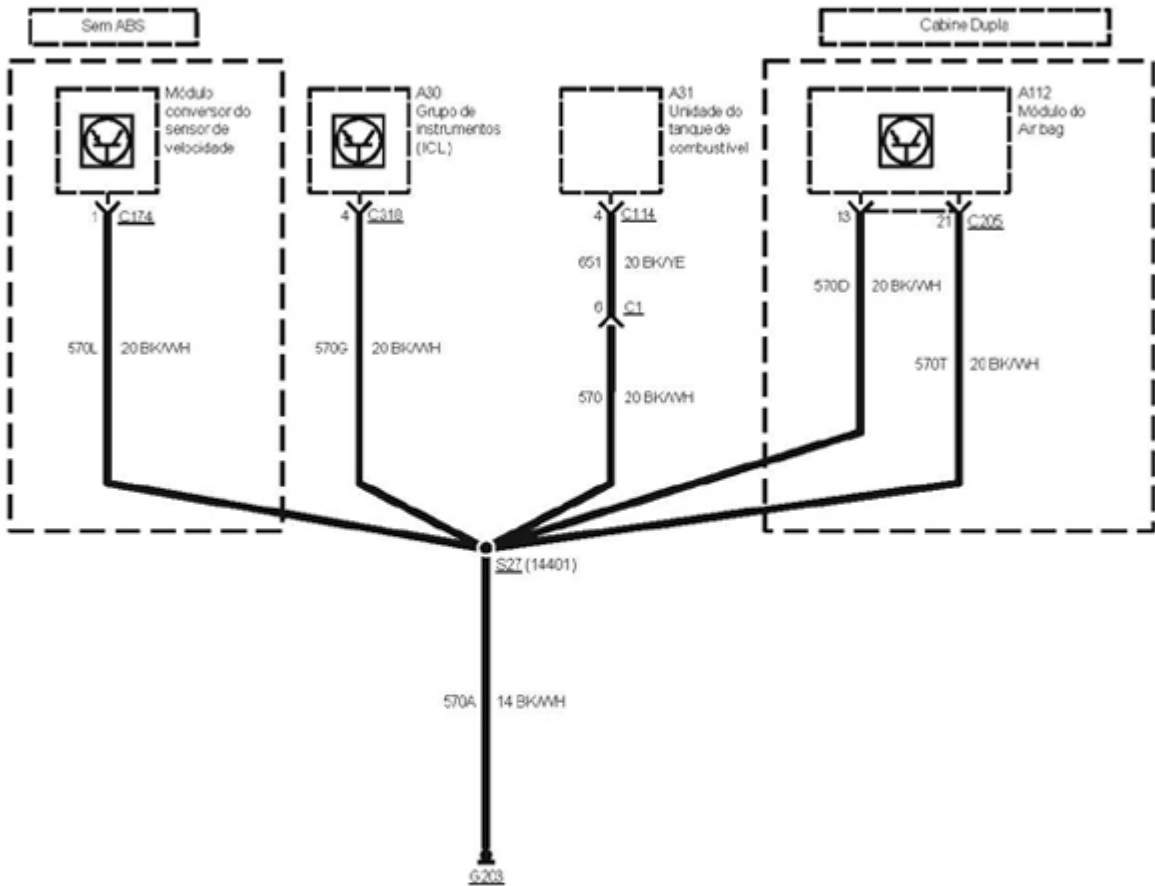 Sem ABS
Cabine Dupla
Módulo
conversor do
sensor de
velocidade
A30
Grupo de
instrumentos
(ICL)
A31
Unidade do
tanque de
combustível
A112
Módulo do
Air bag
1 C174
4 C318
4 C114
13
21 C205
651 20 BK/YE
6 C1
570D 20 BK/WH
570L 20 BK/WH
570G 20 BK/WH
570 20 BK/WH
570T 20 BK/WH
S27 (14401)
570A 14 BK/WH
G203